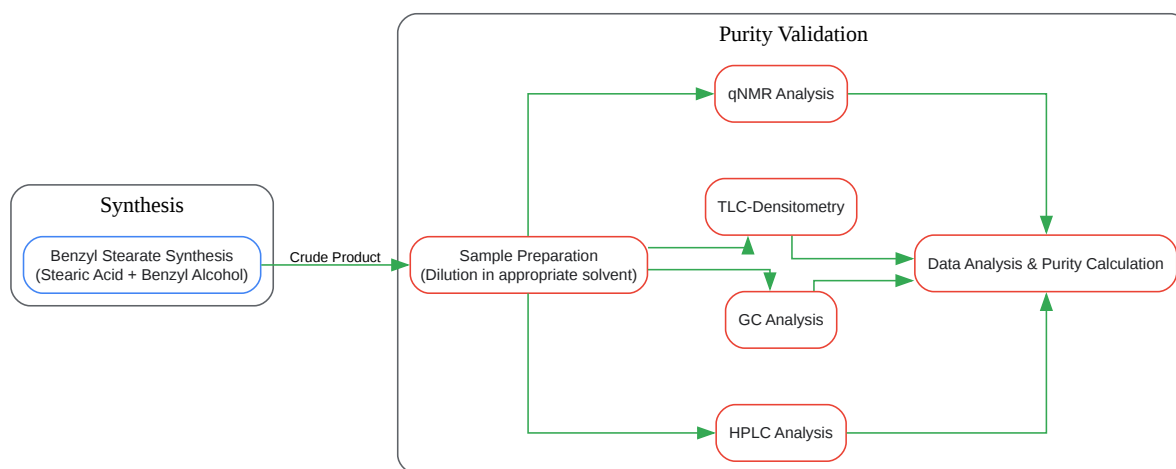 Purity Validation
qNMR Analysis
Synthesis
TLC-Densitometry
Benzyl Stearate Synthesis
(Stearic Acid + Benzyl Alcohol)
Crude Product
Sample Preparation
(Dilution in appropriate solvent)
Data Analysis & Purity Calculation
GC Analysis
HPLC Analysis